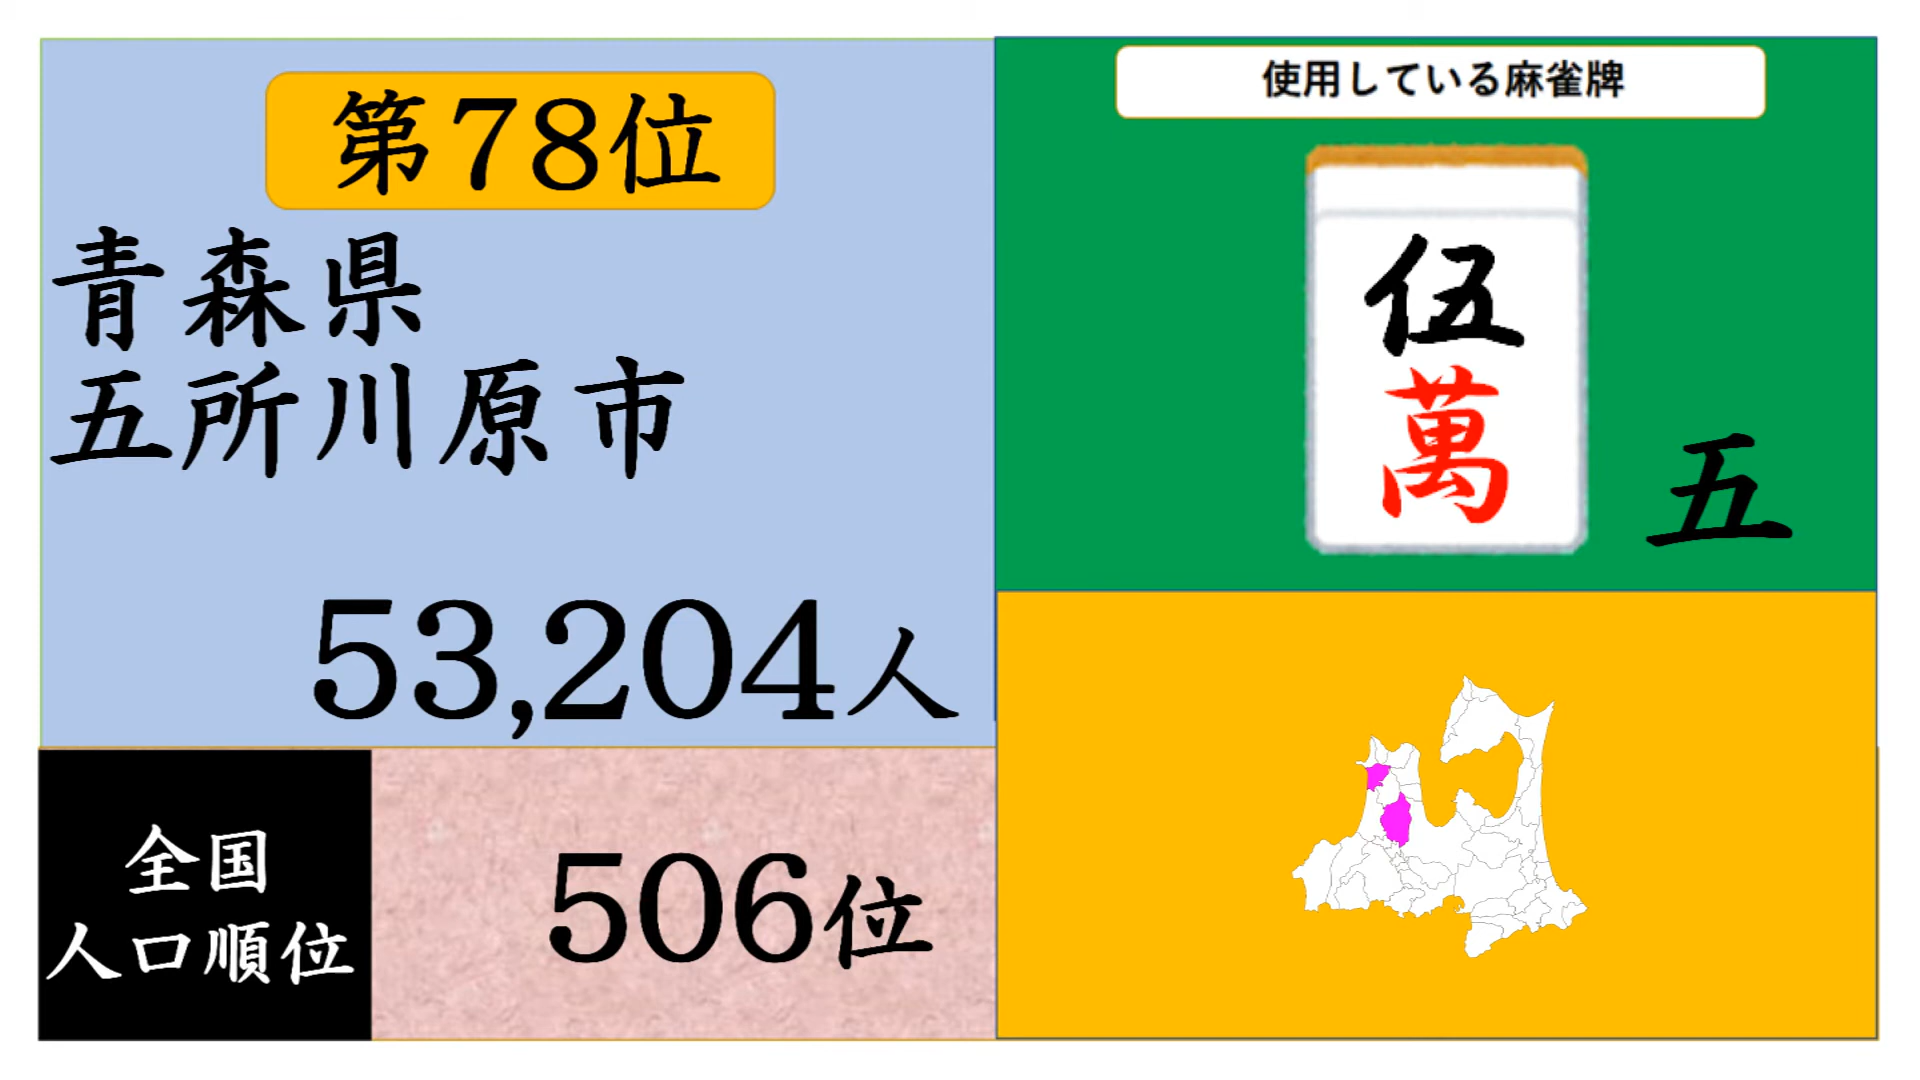 第78位
青森県
五所川原市
53,204人
全国
人口順位
506位
使用している麻雀牌
伍
萬
五